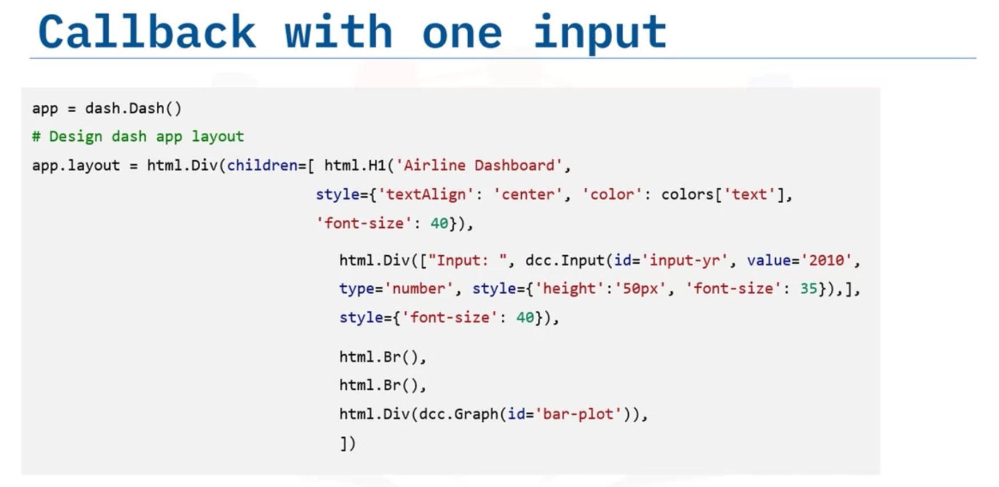 Callback with one input
app = dash.Dash()
# Design dash app layout
app.layout = html.Div(children=[ html.H1('Airline Dashboard',
style={'textAlign': 'center', 'color': colors['text'],
'font-size': 40}),
html.Div(["Input: ", dcc.Input(id='input-yr', value='2010',
type='number', style={'height':'50px', 'font-size': 35}),],
style={'font-size': 40}),
html.Br(),
html.Br(),
html.Div(dcc.Graph(id='bar-plot')),
])